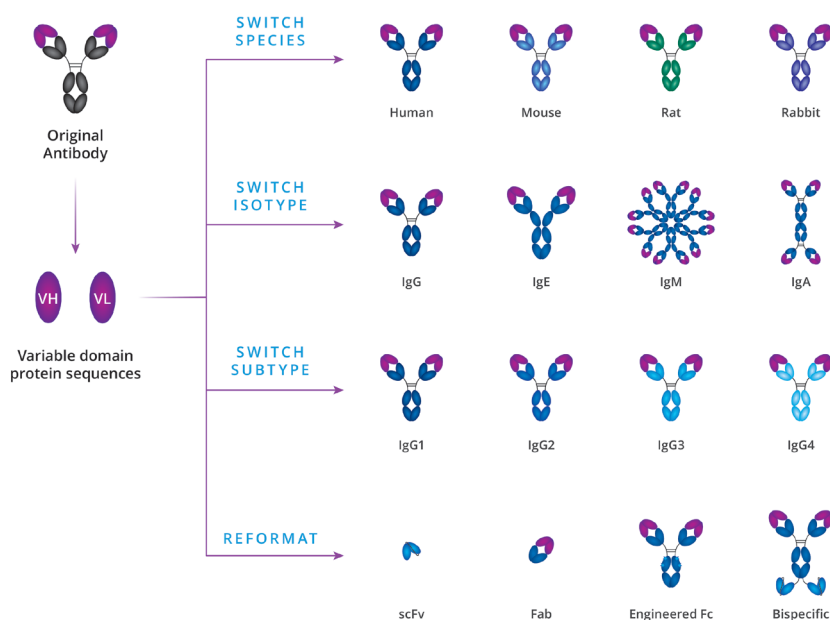 Original
Antibody
VH VL
Variable domain
protein sequences
SWITCH
SPECIES
Human Mouse Rat Rabbit
SWITCH
ISOTYPE
IgG IgE IgM IgA
SWITCH
SUBTYPE
IgG1 IgG2 IgG3 IgG4
REFORMAT
scFv Fab Engineered Fc Bispecific